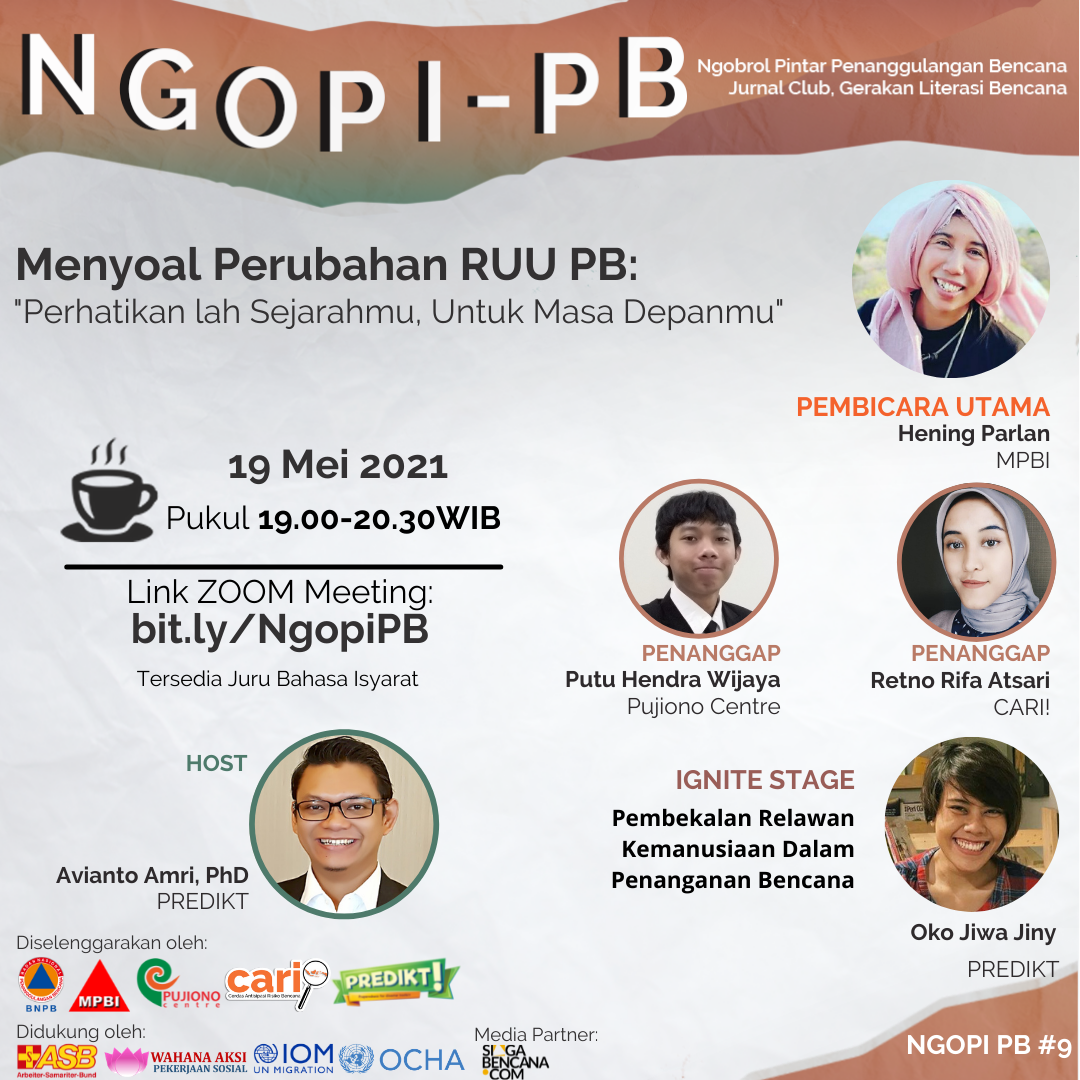 NGOPI-PB
Ngobrol Pintar Penanggulangan Bencana
Jurnal Club, Gerakan Literasi Bencana
Menyoal Perubahan RUU PB:
"Perhatikan lah Sejarahmu, Untuk Masa Depanmu"
19 Mei 2021
Pukul 19.00-20.30WIB
Link ZOOM Meeting:
bit.ly/NgopiPB
Tersedia Juru Bahasa Isyarat
PEMBICARA UTAMA
Hening Parlan
MPBI
PENANGGAP
Putu Hendra Wijaya
Pujiono Centre
PENANGGAP
Retno Rifa Atsari
CARI!
HOST
Avianto Amri, PhD
PREDIKT
IGNITE STAGE
Pembekalan Relawan
Kemanusiaan Dalam
Penanganan Bencana
Oko Jiwa Jiny
PREDIKT
Diselenggarakan oleh:
BNPB
MPBI
PUJIONO
centre
cari
Cerdas Antisipasi Risiko Bencana
PREDIKT!
Didukung oleh:
ASB
Arbeiter-Samariter-Bund
WAHANA AKSI
PEKERJAAN SOSIAL
IOM
UN MIGRATION
OCHA
Media Partner:
SIAGA
BENCANA
.COM
NGOPI PB #9